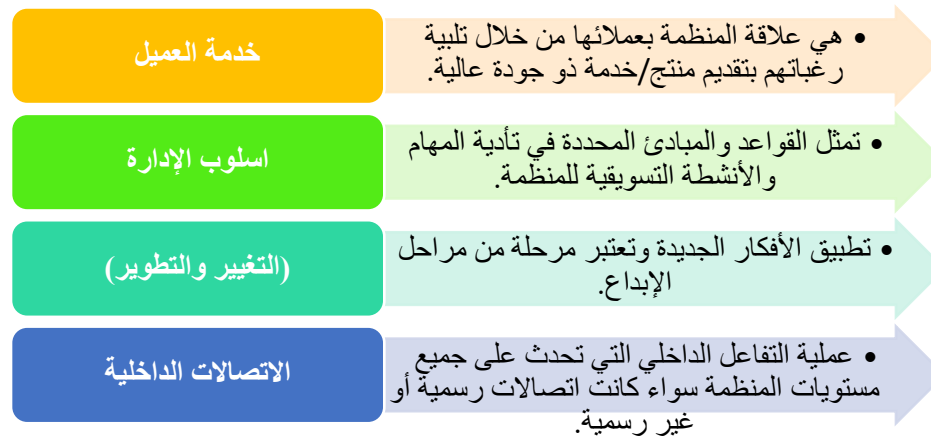 خدمة العميل
• هي علاقة المنظمة بعملائها من خلال تلبية
رغباتهم بتقديم منتج/خدمة ذو جودة عالية.
اسلوب الإدارة
• تمثل القواعد والمبادئ المحددة في تأدية المهام
والأنشطة التسويقية للمنظمة.
(التغيير والتطوير)
• تطبيق الأفكار الجديدة وتعتبر مرحلة من مراحل
الإبداع.
الاتصالات الداخلية
• عملية التفاعل الداخلي التي تحدث على جميع
مستويات المنظمة سواء كانت اتصالات رسمية أو
غير رسمية.